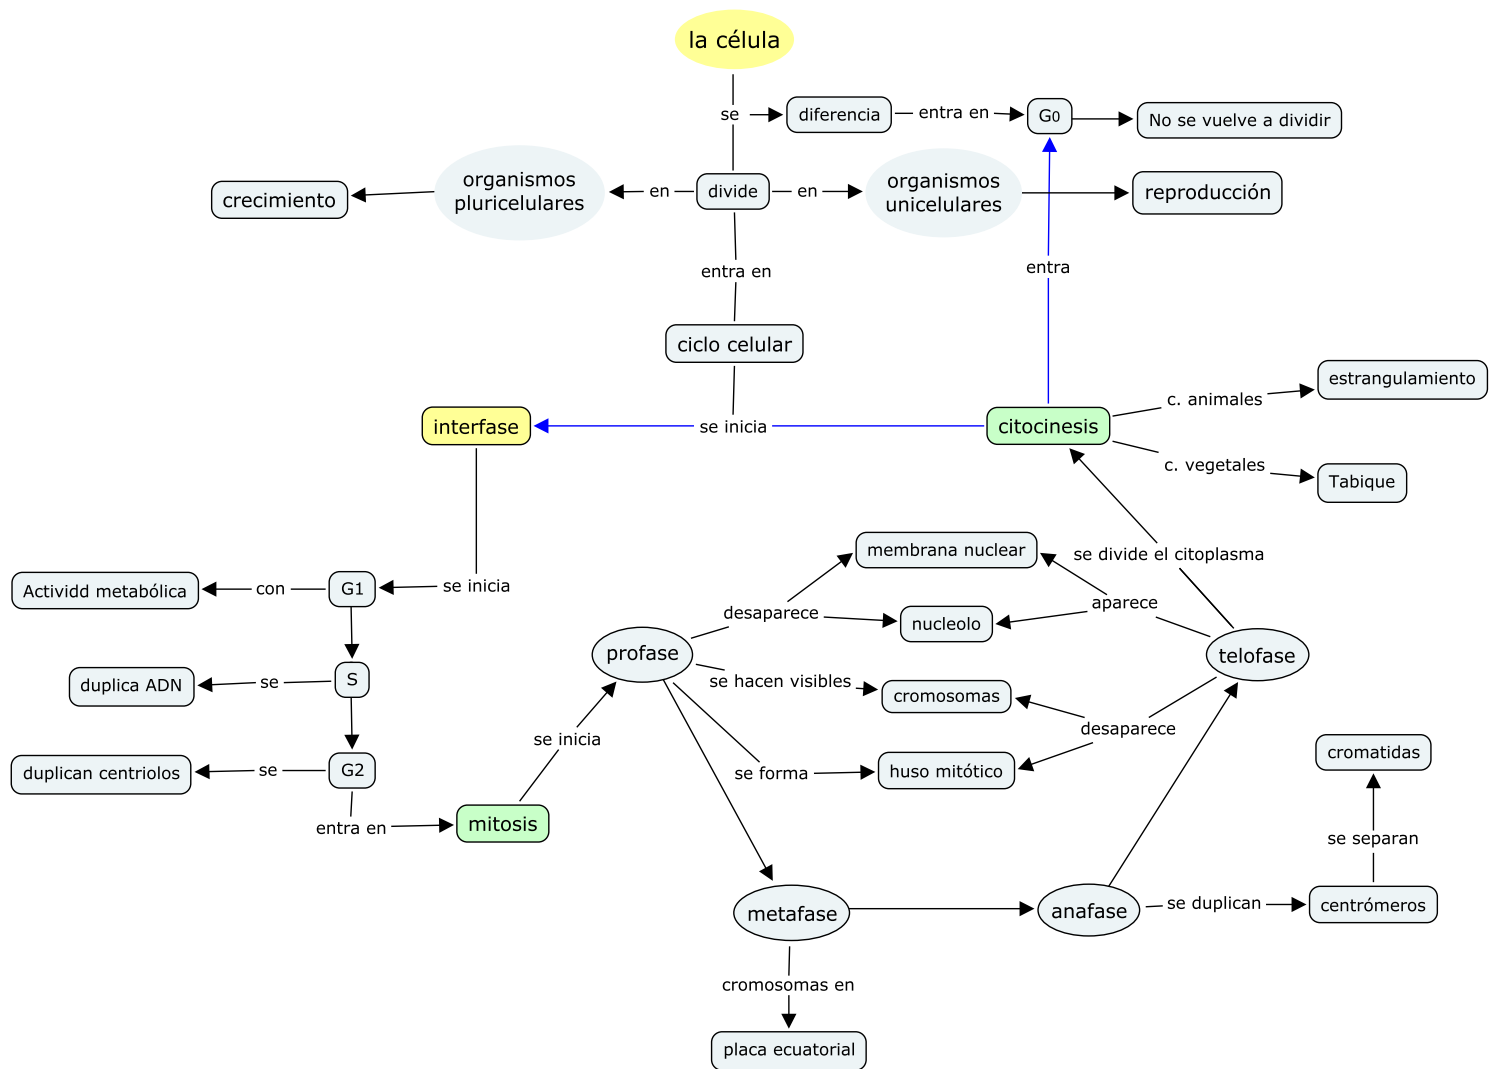 la célula
se
diferencia
entra en
G0
No se vuelve a dividir
crecimiento
organismos
pluricelulares
en
divide
en
organismos
unicelulares
reproducción
entra en
entra
ciclo celular
interfase
se inicia
citocinesis
c. animales
estrangulamiento
c. vegetales
Tabique
Actividd metabólica
con
G1
se inicia
duplica ADN
se
S
duplican centriolos
se
G2
entra en
mitosis
se inicia
profase
desaparece
membrana nuclear
nucleolo
se hacen visibles
cromosomas
se forma
huso mitótico
se divide el citoplasma
aparece
telofase
desaparece
metafase
anafase
se duplican
centrómeros
se separan
cromatidas
cromosomas en
placa ecuatorial